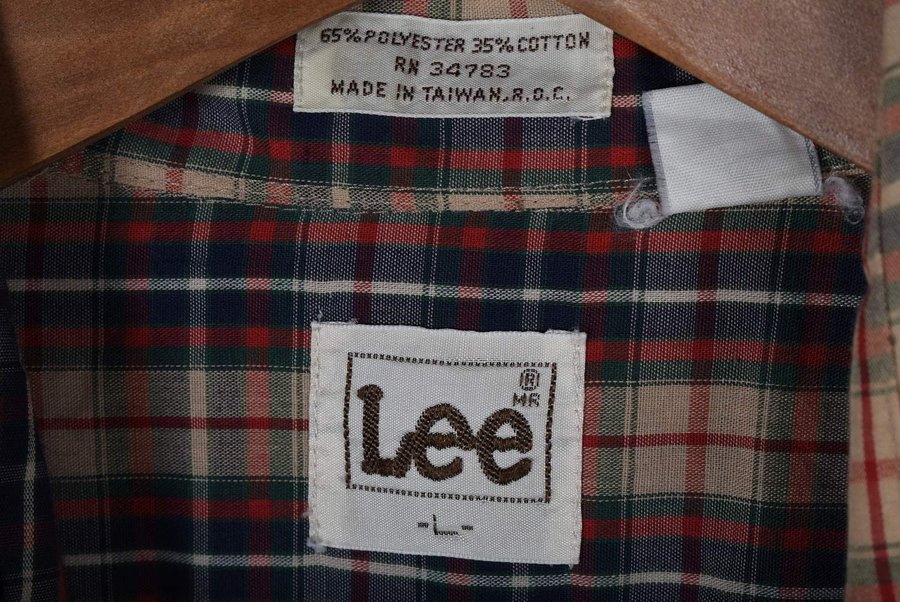 65% POLYESTER 35% COTTON
RN 34783
MADE IN TAIWAN.R.O.C.
®
MR
Lee
-L-